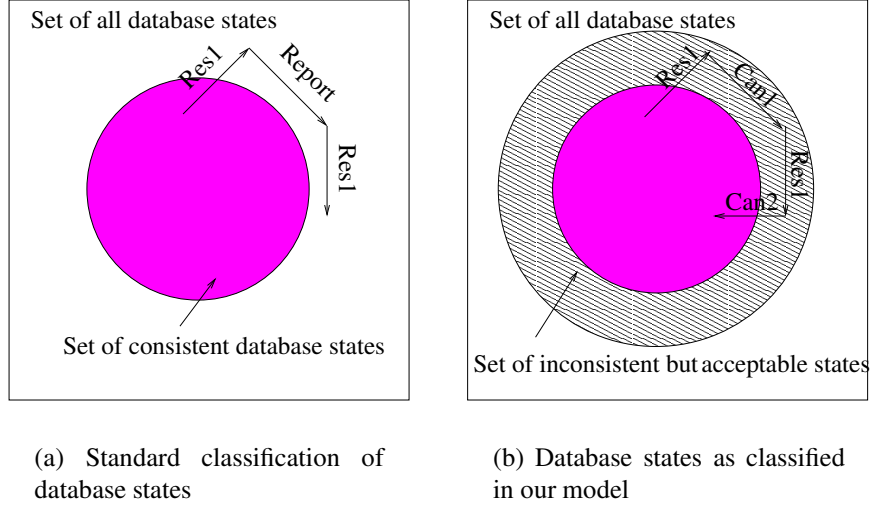 Set of all database states
Res1
Report
Res1
Set of consistent database states
(a) Standard classification of
database states
Set of all database states
Res1
Can1
Res1
Can2
Set of inconsistent but acceptable states
(b) Database states as classified
in our model